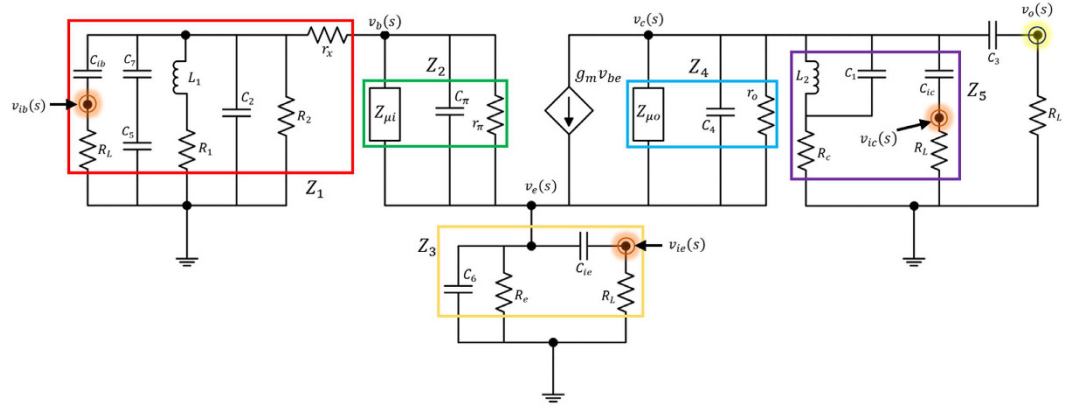 v_b(s)
v_c(s)
v_o(s)
C_ib
C_7
L_1
r_x
Z_2
g_m v_be
Z_4
L_2
C_1
C_3
C_ic
Z_5
v_ib(s)
C_2
R_2
Z_μi
C_π
r_π
Z_μo
C_4
r_o
R_L
R_L
C_5
R_1
R_c
v_ic(s)
R_L
Z_1
v_e(s)
Z_3
v_ie(s)
C_6
R_e
C_ie
R_L